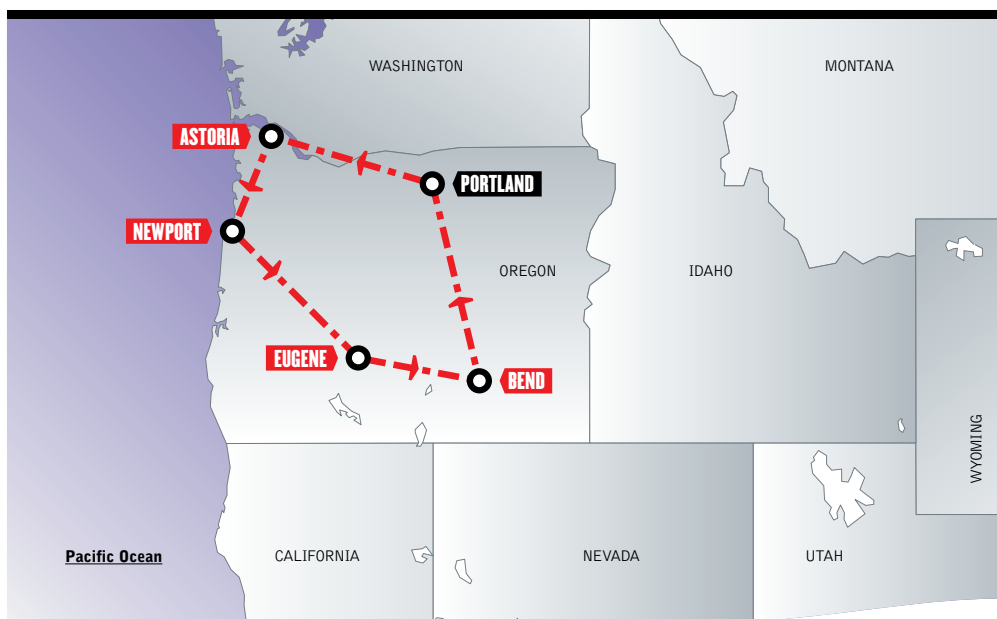 WASHINGTON
MONTANA
ASTORIA
PORTLAND
NEWPORT
OREGON
IDAHO
EUGENE
BEND
WYOMING
Pacific Ocean
CALIFORNIA
NEVADA
UTAH